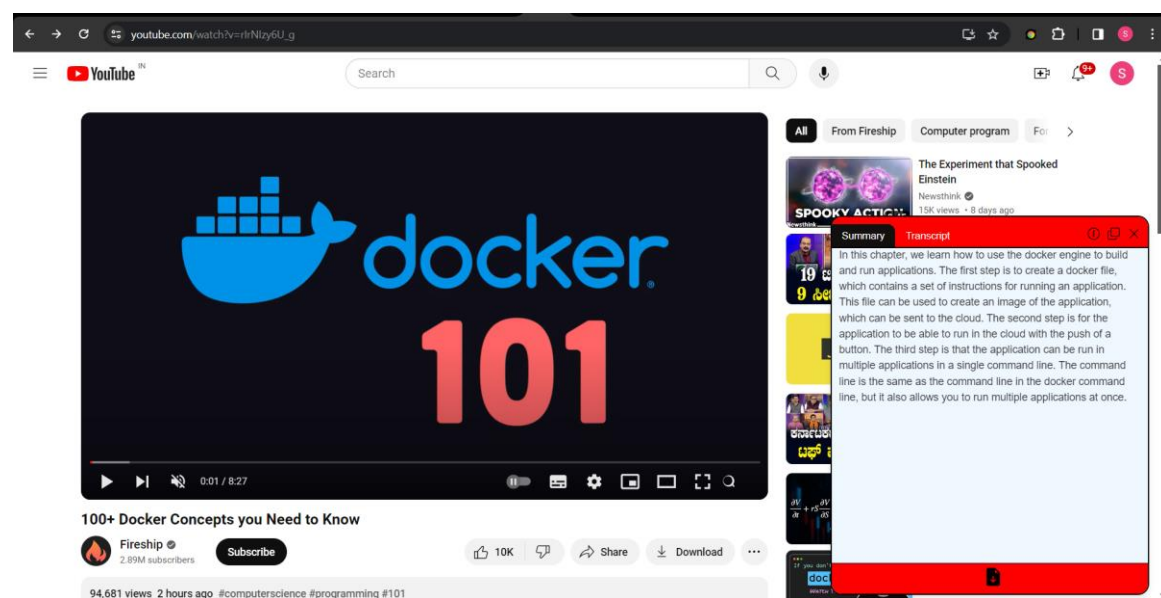 youtube.com/watch?v=rIrNIzy6U_g
S
YouTube IN
Search
9+
S
docker
101
0:01 / 8:27
100+ Docker Concepts you Need to Know
Fireship
2.89M subscribers
Subscribe
10K
Share
Download
94,681 views 2 hours ago #computerscience #programming #101
All
From Fireship
Computer program
The Experiment that Spooked
Einstein
Newsthink
15K views • 8 days ago
SPOOKY ACTION
Newsthink
19
9
Summary
Transcript
In this chapter, we learn how to use the docker engine to build
and run applications. The first step is to create a docker file,
which contains a set of instructions for running an application.
This file can be used to create an image of the application,
which can be sent to the cloud. The second step is for the
application to be able to run in the cloud with the push of a
button. The third step is that the application can be run in
multiple applications in a single command line. The command
line is the same as the command line in the docker command
line, but it also allows you to run multiple applications at once.
If you don't